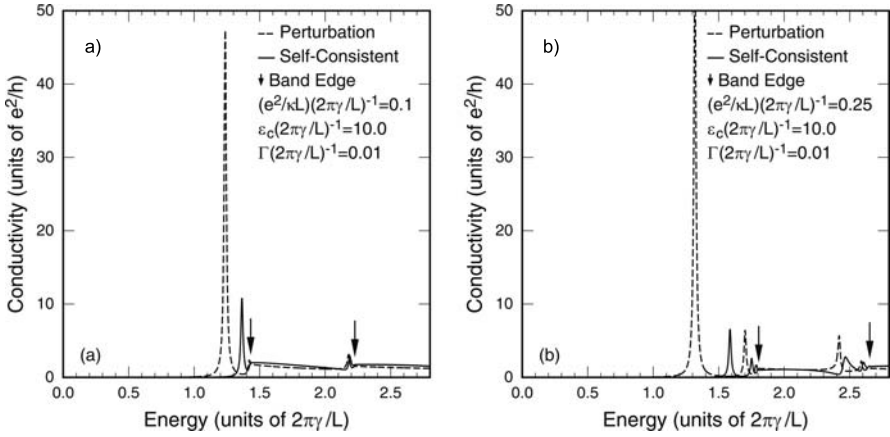 a)
50
40
30
20
10
0
Conductivity (units of e²/h)
Perturbation
Self-Consistent
Band Edge
(e²/κL)(2πγ/L)⁻¹=0.1
εc(2πγ/L)⁻¹=10.0
Γ(2πγ/L)⁻¹=0.01
(a)
0.0 0.5 1.0 1.5 2.0 2.5
Energy (units of 2πγ/L)
b)
50
40
30
20
10
0
Conductivity (units of e²/h)
Perturbation
Self-Consistent
Band Edge
(e²/κL)(2πγ/L)⁻¹=0.25
εc(2πγ/L)⁻¹=10.0
Γ(2πγ/L)⁻¹=0.01
(b)
0.0 0.5 1.0 1.5 2.0 2.5
Energy (units of 2πγ/L)